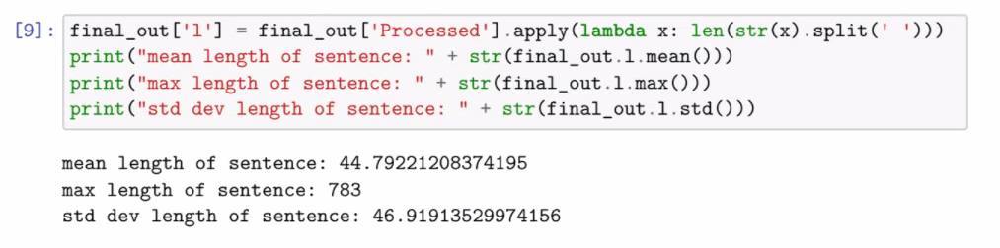 [9]: final_out['l'] = final_out['Processed'].apply(lambda x: len(str(x).split(' ')))
print("mean length of sentence: " + str(final_out.l.mean()))
print("max length of sentence: " + str(final_out.l.max()))
print("std dev length of sentence: " + str(final_out.l.std()))
mean length of sentence: 44.79221208374195
max length of sentence: 783
std dev length of sentence: 46.91913529974156